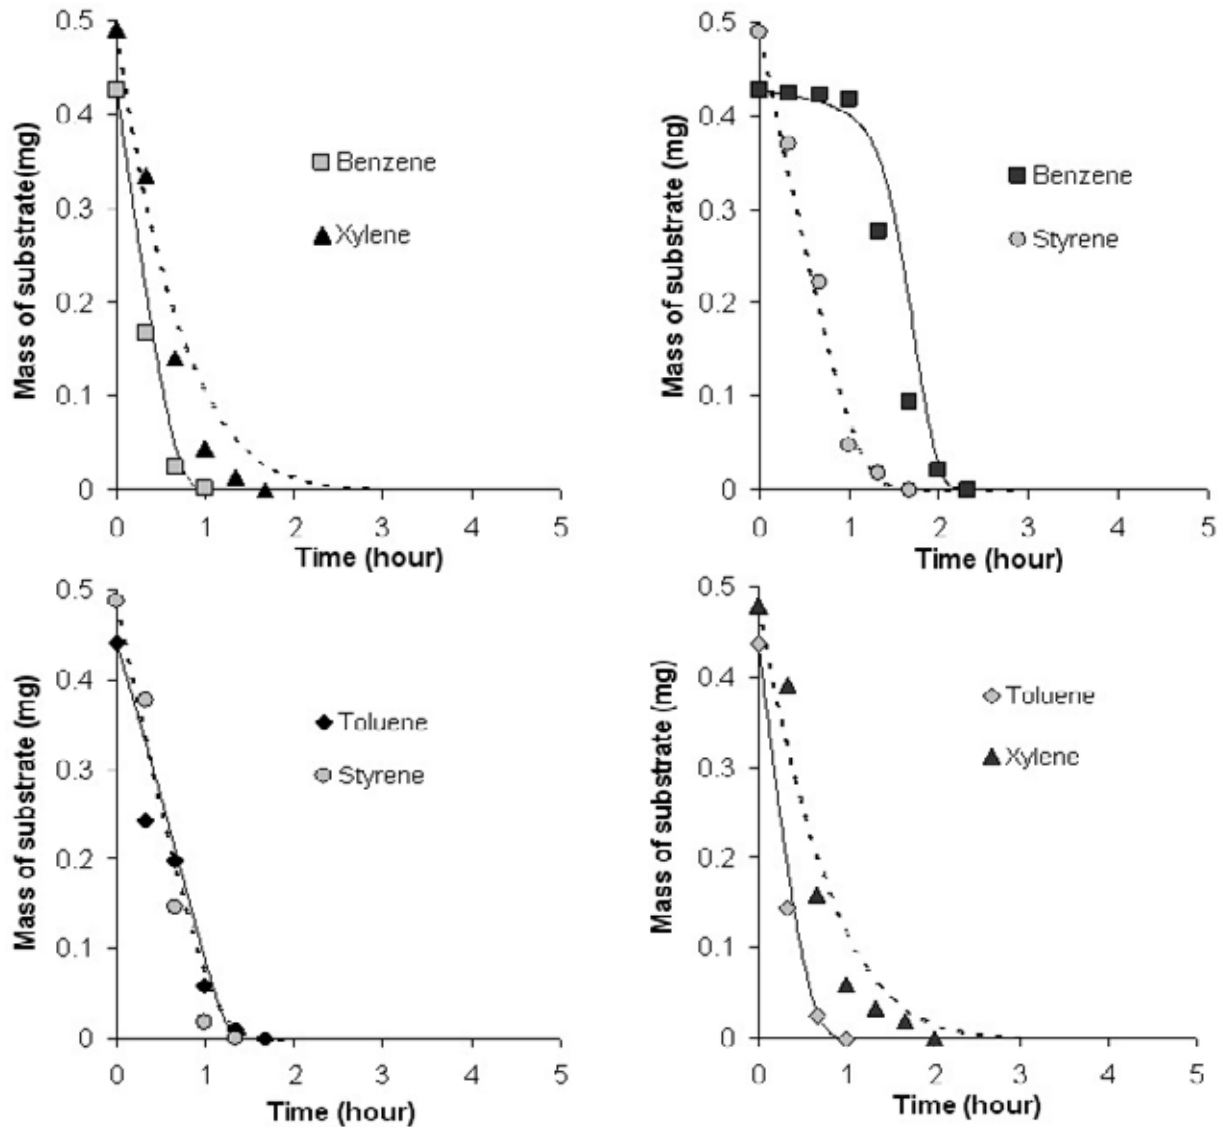 0.5
0.4
0.3
0.2
0.1
0
Mass of substrate(mg)
Benzene
Xylene
0 1 2 3 4 5
Time (hour)
0.5
0.4
0.3
0.2
0.1
0
Mass of substrate (mg)
Benzene
Styrene
0 1 2 3 4 5
Time (hour)
0.5
0.4
0.3
0.2
0.1
0
Mass of substrate (mg)
Toluene
Styrene
0 1 2 3 4 5
Time (hour)
0.5
0.4
0.3
0.2
0.1
0
Mass of substrate (mg)
Toluene
Xylene
0 1 2 3 4 5
Time (hour)